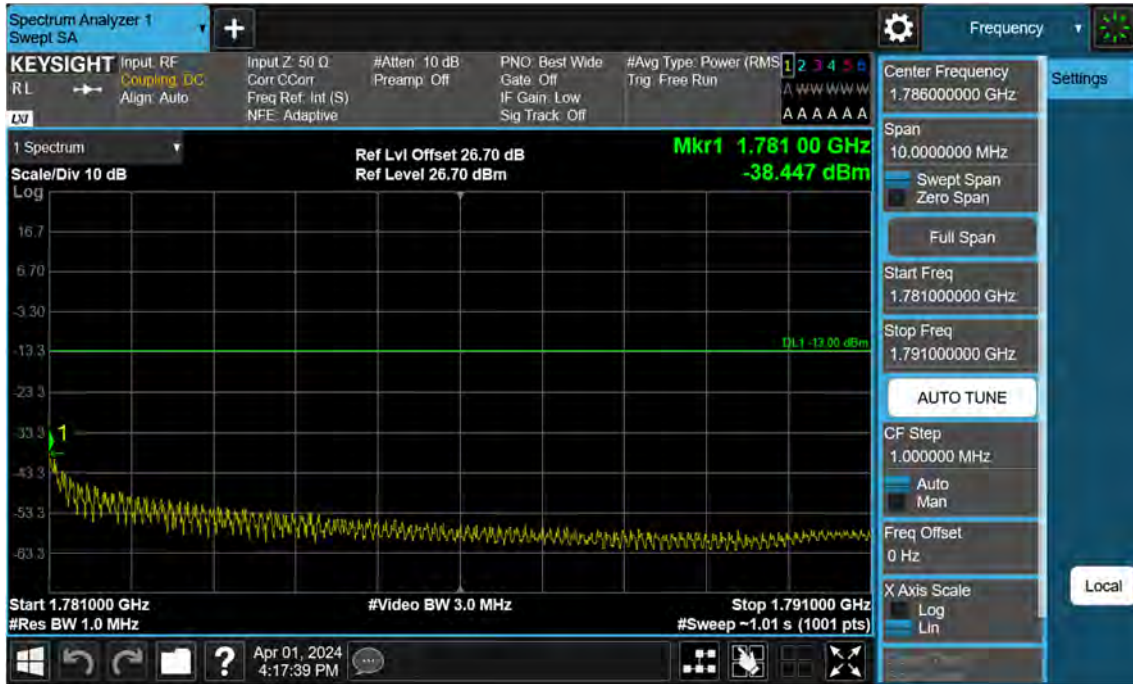 Spectrum Analyzer 1
Swept SA
+
Frequency
KEYSIGHT
RL
LXI
Input: RF
Coupling: DC
Align: Auto
Input Z: 50 Ω
Corr CCorr
Freq Ref: Int (S)
NFE: Adaptive
#Atten: 10 dB
Preamp: Off
PNO: Best Wide
Gate: Off
IF Gain: Low
Sig Track: Off
#Avg Type: Power (RMS
Trig: Free Run
1 2 3 4 5 6
A W W W W W
A A A A A A
1 Spectrum
Scale/Div 10 dB
Ref Lvl Offset 26.70 dB
Ref Level 26.70 dBm
Mkr1 1.781 00 GHz
-38.447 dBm
Log
16.7
6.70
-3.30
-13.3
-23.3
-33.3
-43.3
-53.3
-63.3
DL1 -13.00 dBm
1
Start 1.781000 GHz
#Res BW 1.0 MHz
#Video BW 3.0 MHz
Stop 1.791000 GHz
#Sweep ~1.01 s (1001 pts)
Center Frequency
1.786000000 GHz
Span
10.0000000 MHz
Swept Span
Zero Span
Full Span
Start Freq
1.781000000 GHz
Stop Freq
1.791000000 GHz
AUTO TUNE
CF Step
1.000000 MHz
Auto
Man
Freq Offset
0 Hz
X Axis Scale
Log
Lin
Settings
Local
?
Apr 01, 2024
4:17:39 PM